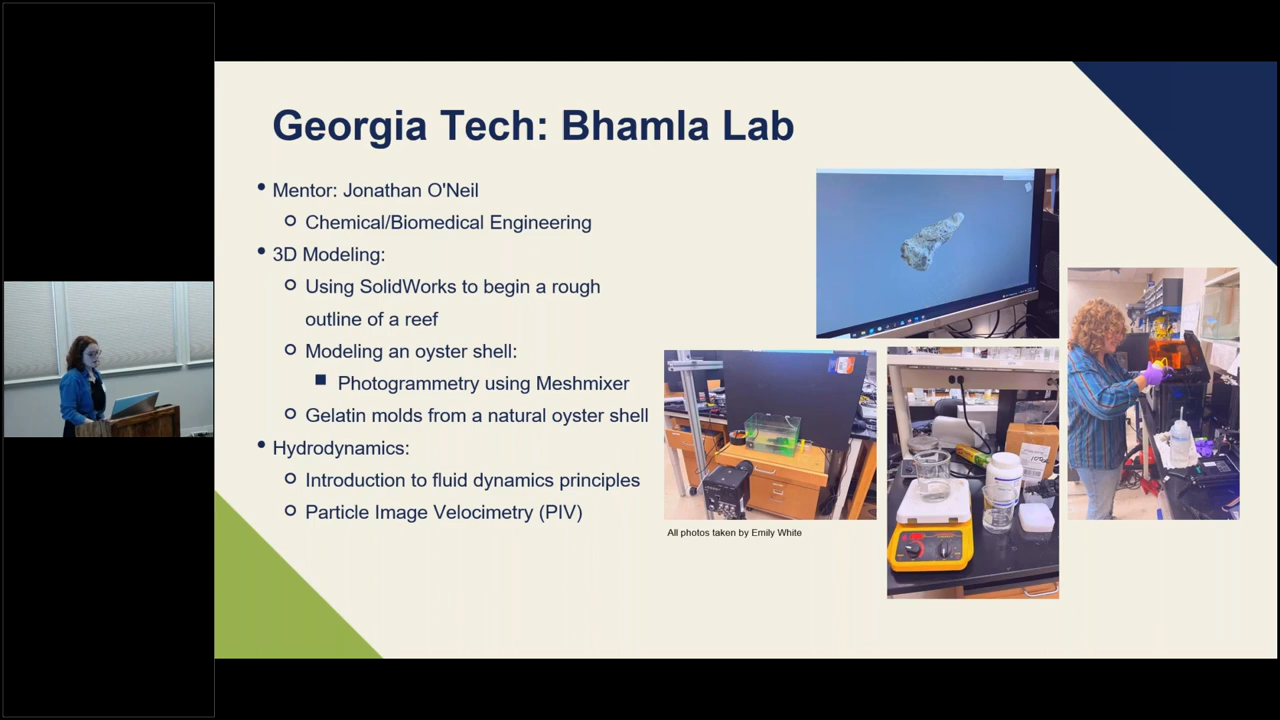 Georgia Tech: Bhamla Lab
• Mentor: Jonathan O'Neil
○ Chemical/Biomedical Engineering
• 3D Modeling:
○ Using SolidWorks to begin a rough
outline of a reef
○ Modeling an oyster shell:
■ Photogrammetry using Meshmixer
○ Gelatin molds from a natural oyster shell
• Hydrodynamics:
○ Introduction to fluid dynamics principles
○ Particle Image Velocimetry (PIV)
All photos taken by Emily White